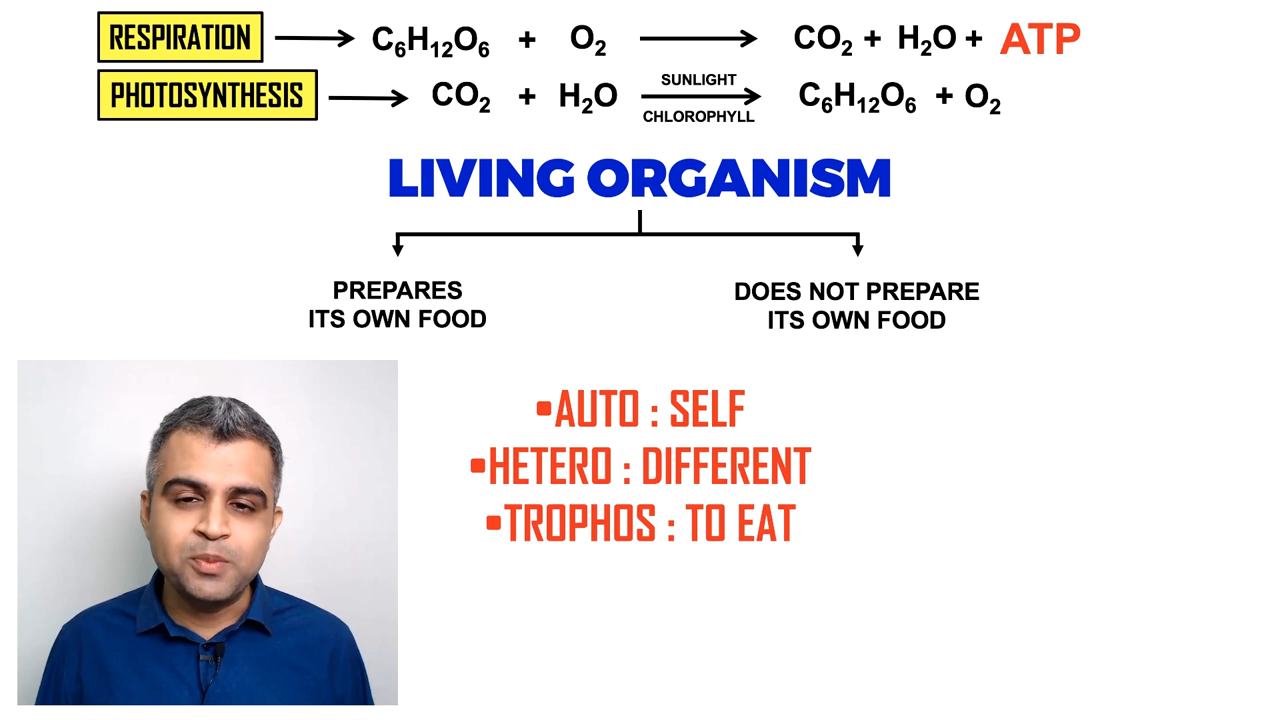 RESPIRATION → C₆H₁₂O₆ + O₂ → CO₂ + H₂O + ATP
PHOTOSYNTHESIS → CO₂ + H₂O SUNLIGHT → CHLOROPHYLL C₆H₁₂O₆ + O₂
LIVING ORGANISM
PREPARES
ITS OWN FOOD
DOES NOT PREPARE
ITS OWN FOOD
▪AUTO : SELF
▪HETERO : DIFFERENT
▪TROPHOS : TO EAT